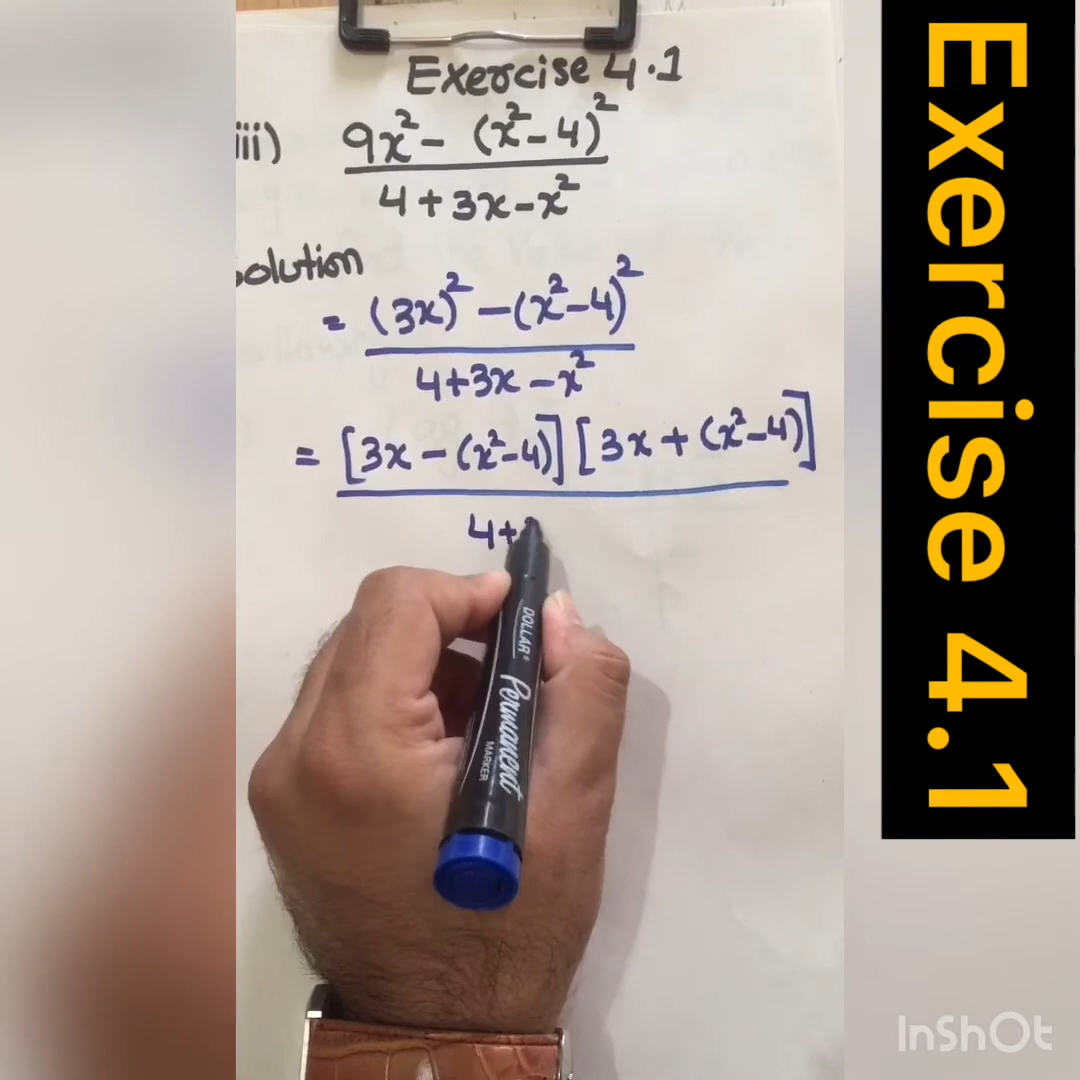 Exercise 4.1
iii) 9x² - (x²-4)²
4+3x-x²
solution
= (3x)² - (x²-4)²
4+3x-x²
= [3x-(x²-4)] [3x+(x²-4)]
4+
DOLLAR
Permanent
MARKER
Exercise 4.1
InShOt